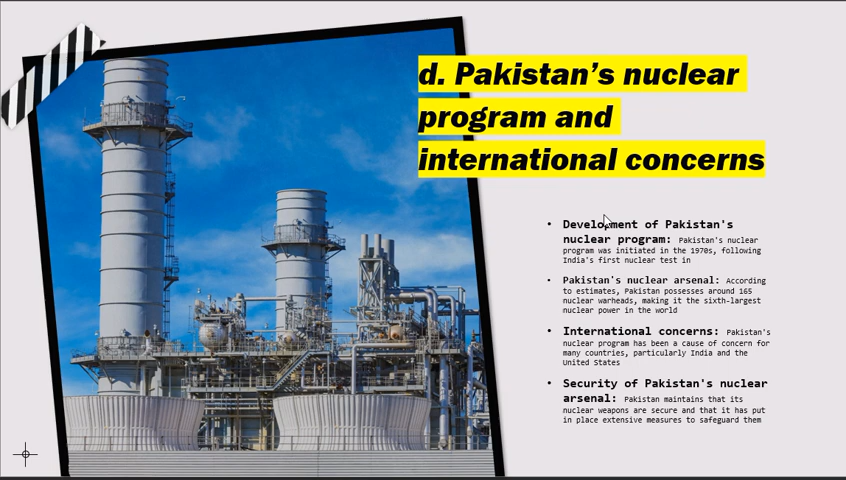 d. Pakistan’s nuclear
program and
international concerns
• Development of Pakistan's
nuclear program: Pakistan's nuclear
program was initiated in the 1970s, following
India's first nuclear test in
• Pakistan's nuclear arsenal: According
to estimates, Pakistan possesses around 165
nuclear warheads, making it the sixth-largest
nuclear power in the world
• International concerns: Pakistan's
nuclear program has been a cause of concern for
many countries, particularly India and the
United States
• Security of Pakistan's nuclear
arsenal: Pakistan maintains that its
nuclear weapons are secure and that it has put
in place extensive measures to safeguard them